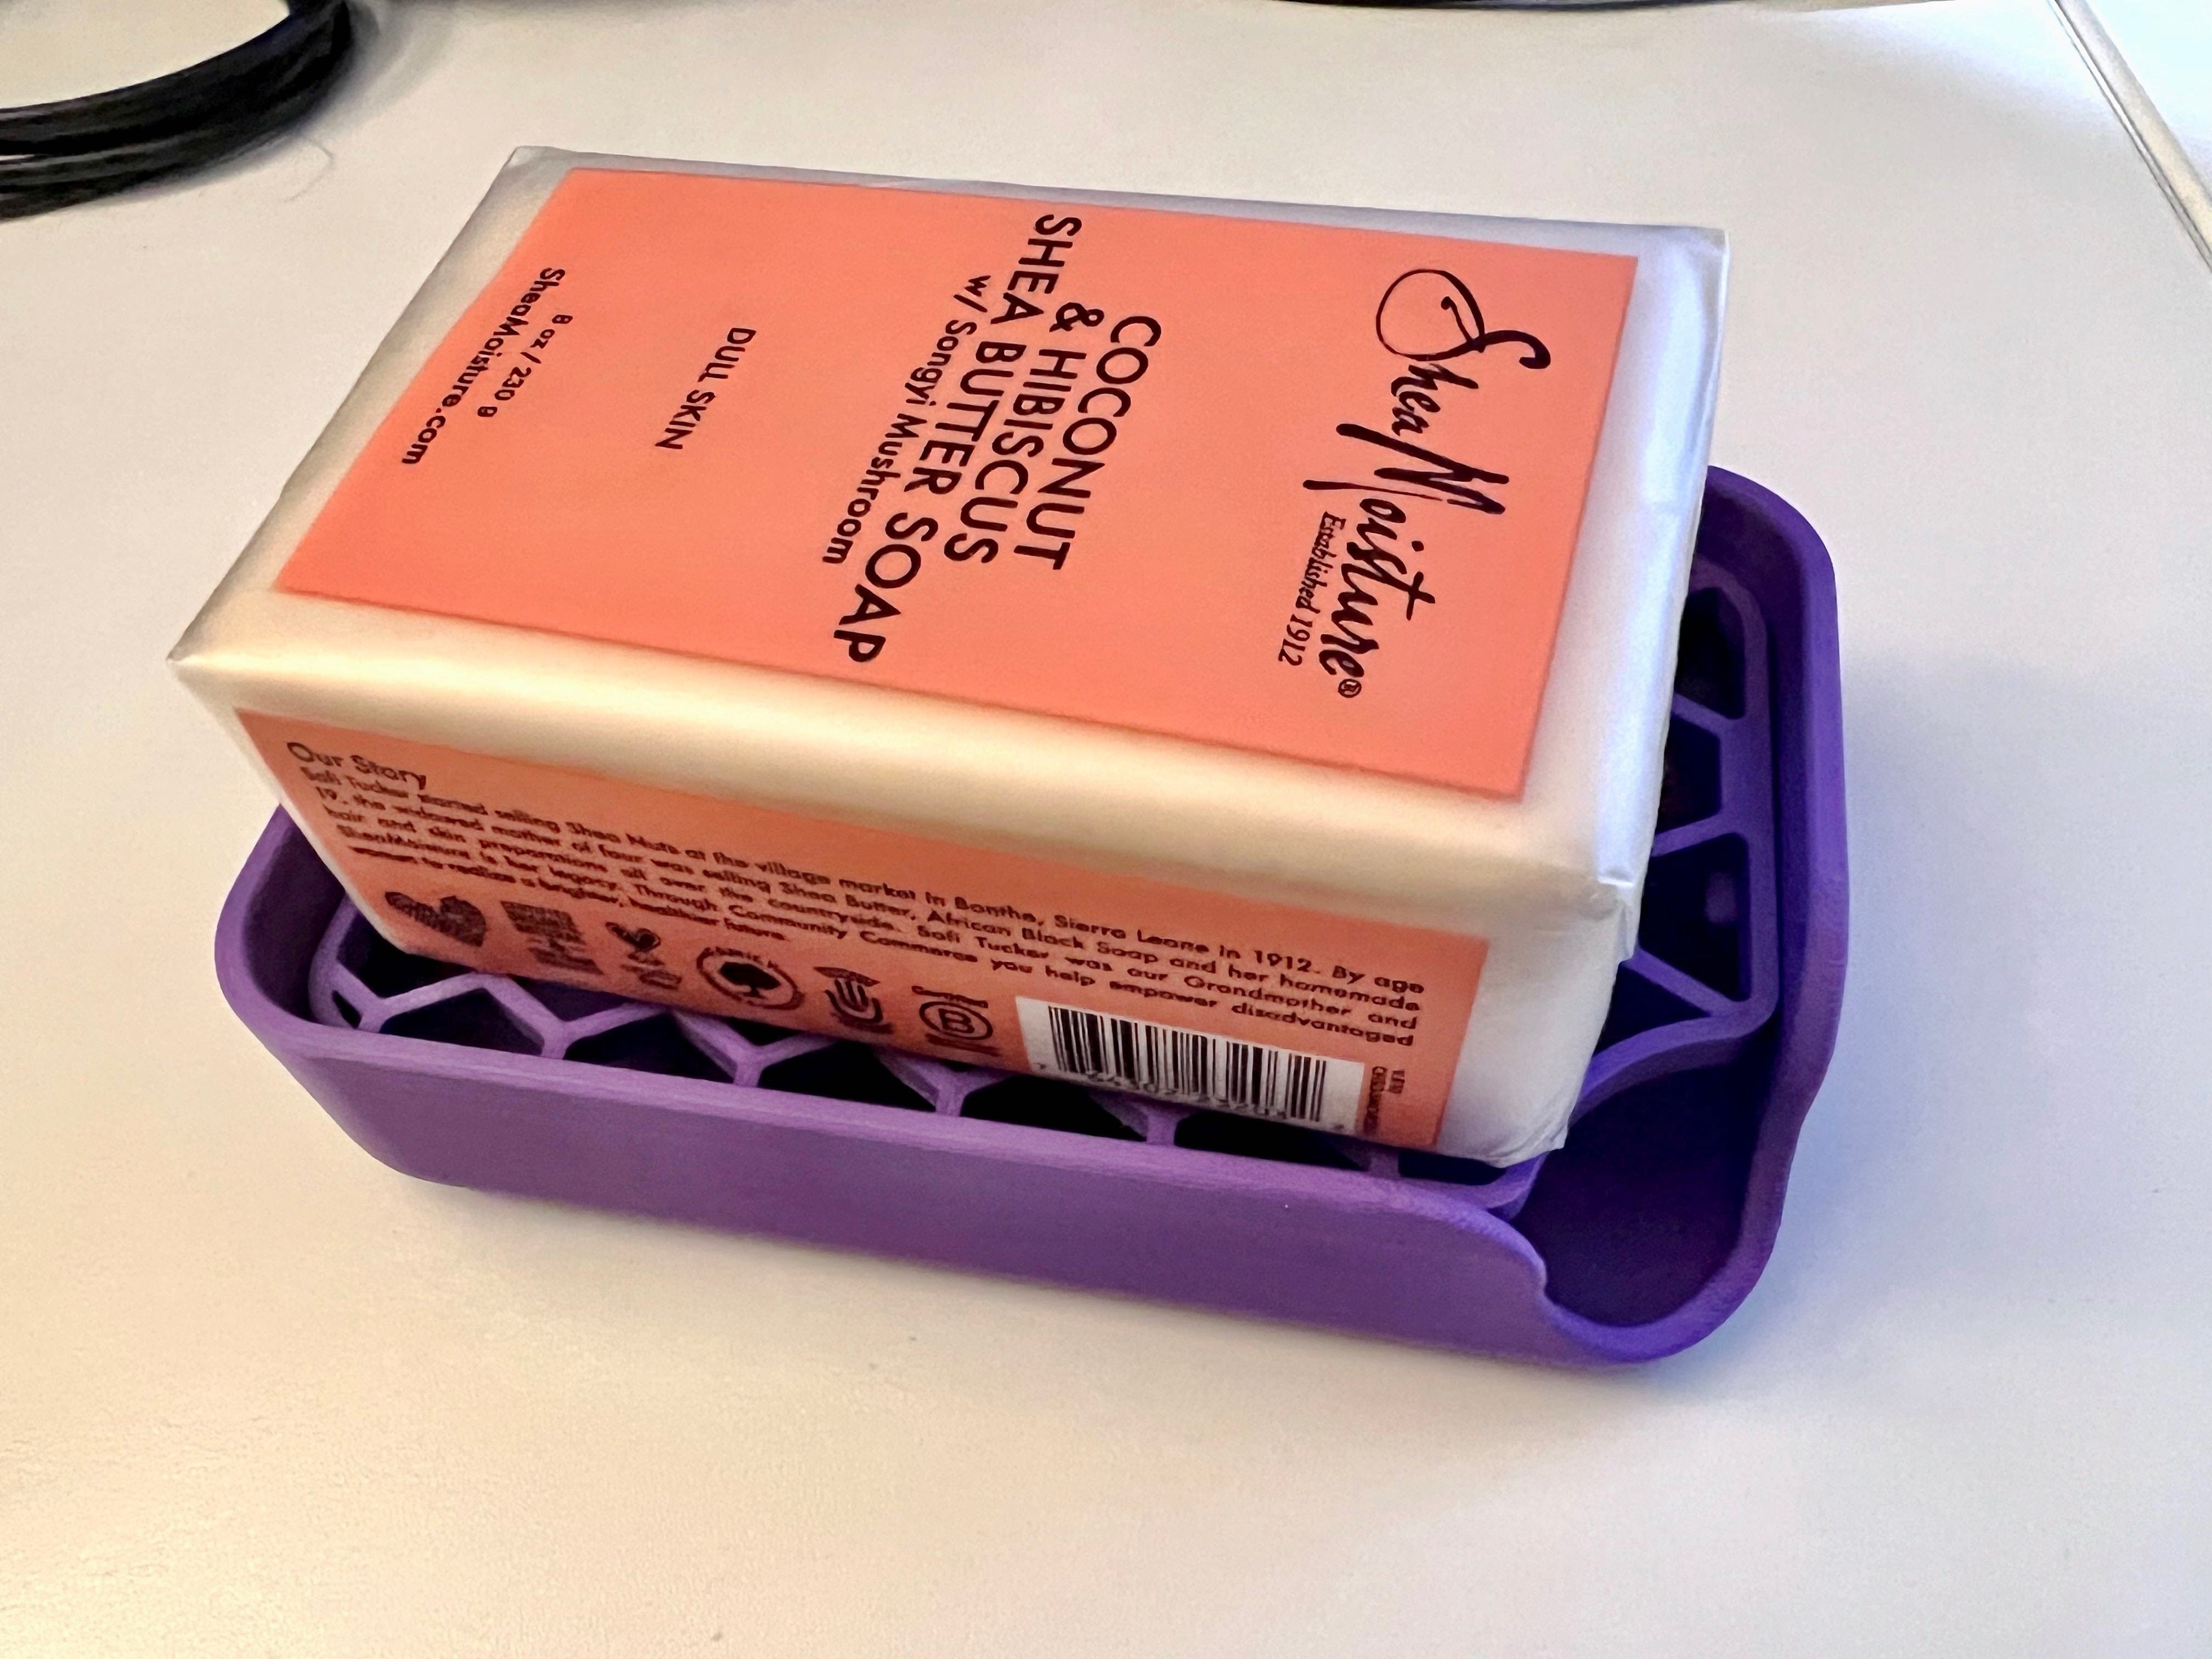 SheaMoisture®
Established 1912
COCONUT
& HIBISCUS
SHEA BUTTER SOAP
w/ Songyi Mushroom
DULL SKIN
8 oz / 230 g
SheaMoisture.com
Our Story
Sofi Tucker started selling Shea Nuts at the village market in Bonthe, Sierra Leone in 1912. By age
19, the widowed mother of four was selling Shea Butter, African Black Soap and her homemade
hair and skin preparations all over the countryside. Sofi Tucker was our Grandmother and
SheaMoisture is her legacy. Through Community Commerce you help empower disadvantaged
women to realize a brighter, healthier future.
B